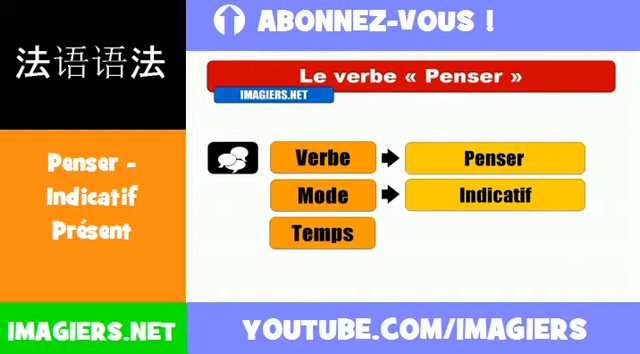 法语语法
Penser -
Indicatif
Présent
IMAGIERS.NET
ABONNEZ-VOUS !
Le verbe « Penser »
IMAGIERS.NET
Verbe
Penser
Mode
Indicatif
Temps
YOUTUBE.COM/IMAGIERS